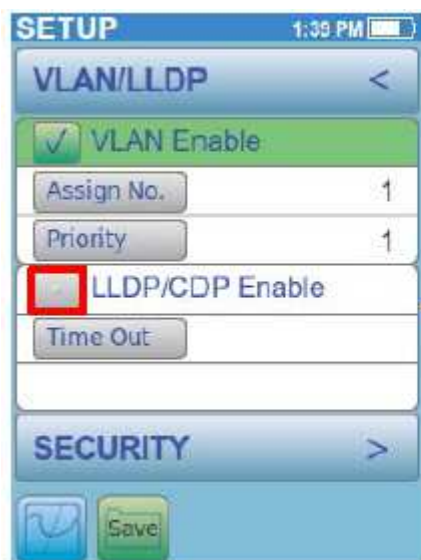 SETUP 1:39 PM
VLAN/LLDP <
VLAN Enable
Assign No. 1
Priority 1
LLDP/CDP Enable
Time Out
SECURITY >
Save